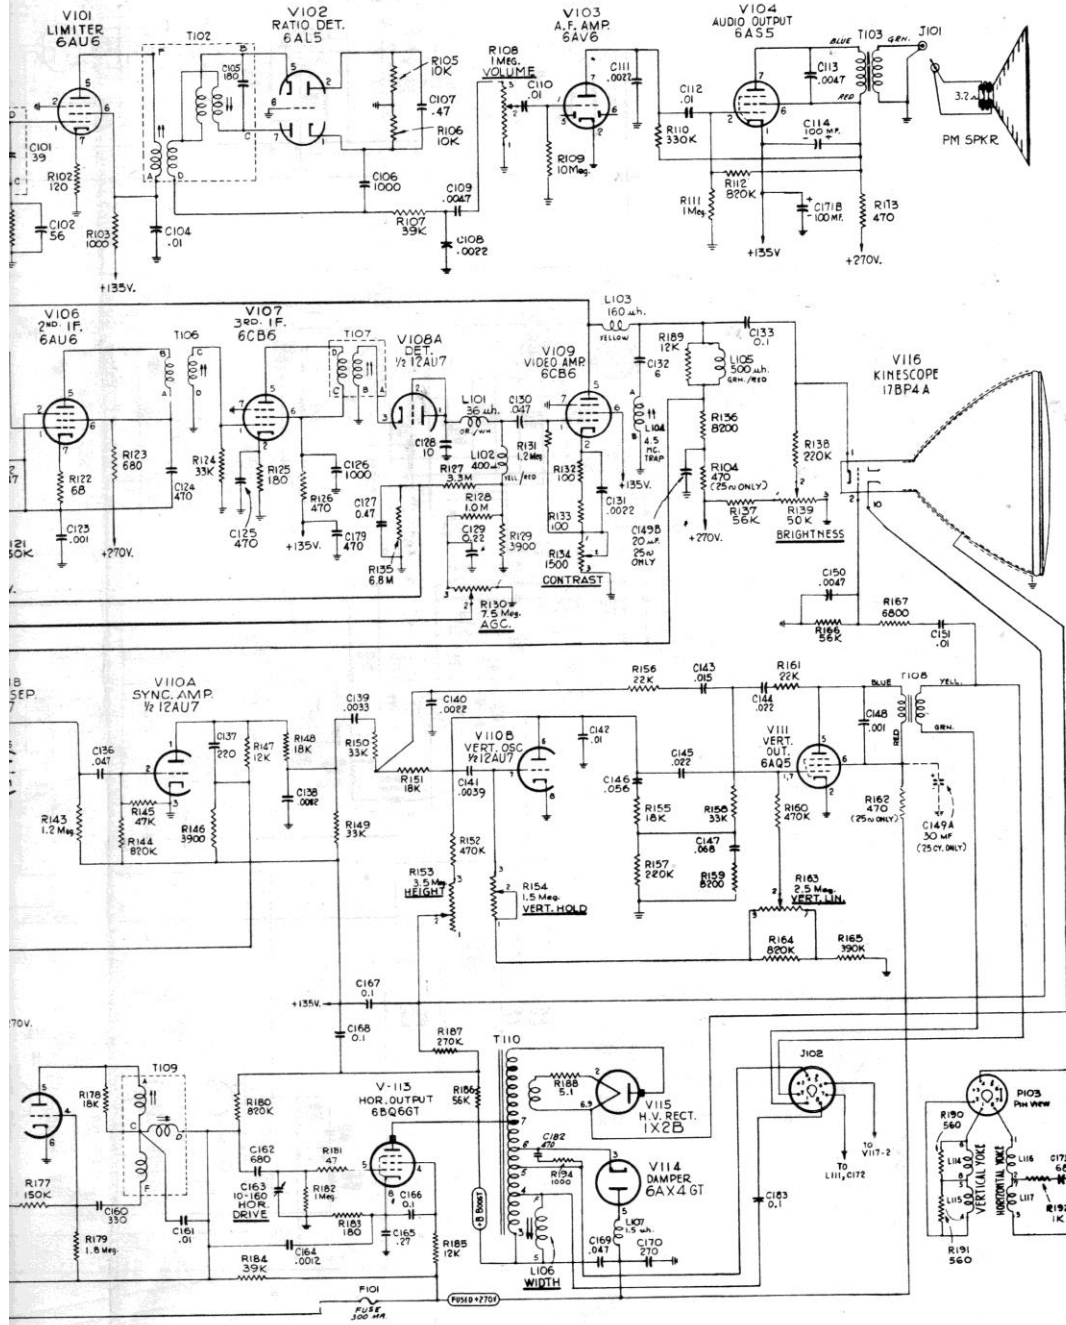 V101
LIMITER
6AU6
V102
RATIO DET.
6AL5
V103
A.F. AMP.
6AV6
V104
AUDIO OUTPUT
6AS5
T102
C105
180
R105
10K
R106
10K
C107
.47
R108
1 MEG.
VOLUME
C110
.01
C111
.0022
C112
.01
C113
.0047
BLUE
RED
T103
GRN.
J101
3.2
PM SPKR
C101
39
R102
120
C102
56
R103
1000
C104
.01
C106
1000
R107
39K
C109
.0047
C108
.0022
R109
10 Meg.
R110
330K
R112
820K
R111
1 Meg.
C114
100 MF.
C171B
100 MF.
R173
470
+135V.
+135V
+270V.
V106
2ND. IF.
6AU6
T106
V107
3RD. IF.
6CB6
T107
V108A
DET.
½ 12AU7
V109
VIDEO AMP.
6CB6
L103
160 µh.
YELLOW
R189
12K
C133
0.1
L105
500 µh.
GRN./RED
C132
6
V116
KINESCOPE
17BP4A
L101
36 µh.
OR./WH.
C130
.047
L102
400µ
YELL/RED
C128
10
R131
1.2 Meg.
L104
4.5
MC.
TRAP
R136
8200
R138
220K
R122
68
R123
680
C124
470
R124
33K
R125
180
C126
1000
R126
470
C125
470
C179
470
R127
3.3M
C127
0.47
R128
1.0M
C129
0.22
R129
3900
R135
6.8M
R132
100
R133
100
C131
.0022
+135V.
R134
1500
CONTRAST
C149B
20 µF.
25~
ONLY
R104
470
(25~ ONLY)
R137
56K
R139
50K
BRIGHTNESS
+270V.
C123
.001
+270V.
+135V.
R130
7.5 Meg.
AGC.
C150
.0047
R167
6800
R166
56K
C151
.01
SEP.
V110A
SYNC. AMP.
½ 12AU7
C139
.0033
C140
.0022
R156
22K
C143
.015
R161
22K
C144
.022
BLUE
T108
YELL.
C148
.001
RED
GRN.
C136
.047
C137
220
R147
12K
R148
18K
R150
33K
R151
18K
V110B
VERT. OSC
½ 12AU7
C142
.01
C141
.0039
C145
.022
V111
VERT.
OUT.
6AQ5
C146
.056
R155
18K
R158
33K
R160
470K
R162
470
(25~ ONLY)
C149A
30 MF
(25 CY. ONLY)
R143
1.2 Meg.
R145
47K
R144
820K
R146
3900
C138
R149
33K
R152
470K
R153
3.5 Meg.
HEIGHT
R154
1.5 Meg.
VERT. HOLD
R157
220K
C147
.068
R159
8200
R163
2.5 Meg.
VERT. LIN.
R164
820K
R165
390K
+135V.
C167
0.1
C168
0.1
R187
270K
T110
J102
P103
PIN VIEW
R178
18K
T109
R180
820K
V-113
HOR. OUTPUT
6BQ6GT
R186
56K
R188
5.1
V115
H.V. RECT.
1X2B
TO
V117-2
TO
L111, C172
R190
560
L114
L115
VERTICAL YOKE
HORIZONTAL YOKE
L116
L117
R192
1K
R191
560
C162
680
R181
47
C163
10-160
HOR.
DRIVE
R182
1 Meg.
R183
180
C166
0.1
C165
.27
+B BOOST
C182
470
R194
1000
V114
DAMPER
6AX4GT
C183
0.1
R177
150K
C160
330
C161
.01
R179
1.8 Meg.
C164
.0012
R184
39K
R185
12K
L107
1.5 uh.
C169
.047
C170
270
L106
WIDTH
F101
FUSE
300 MA.
FUSED +270V